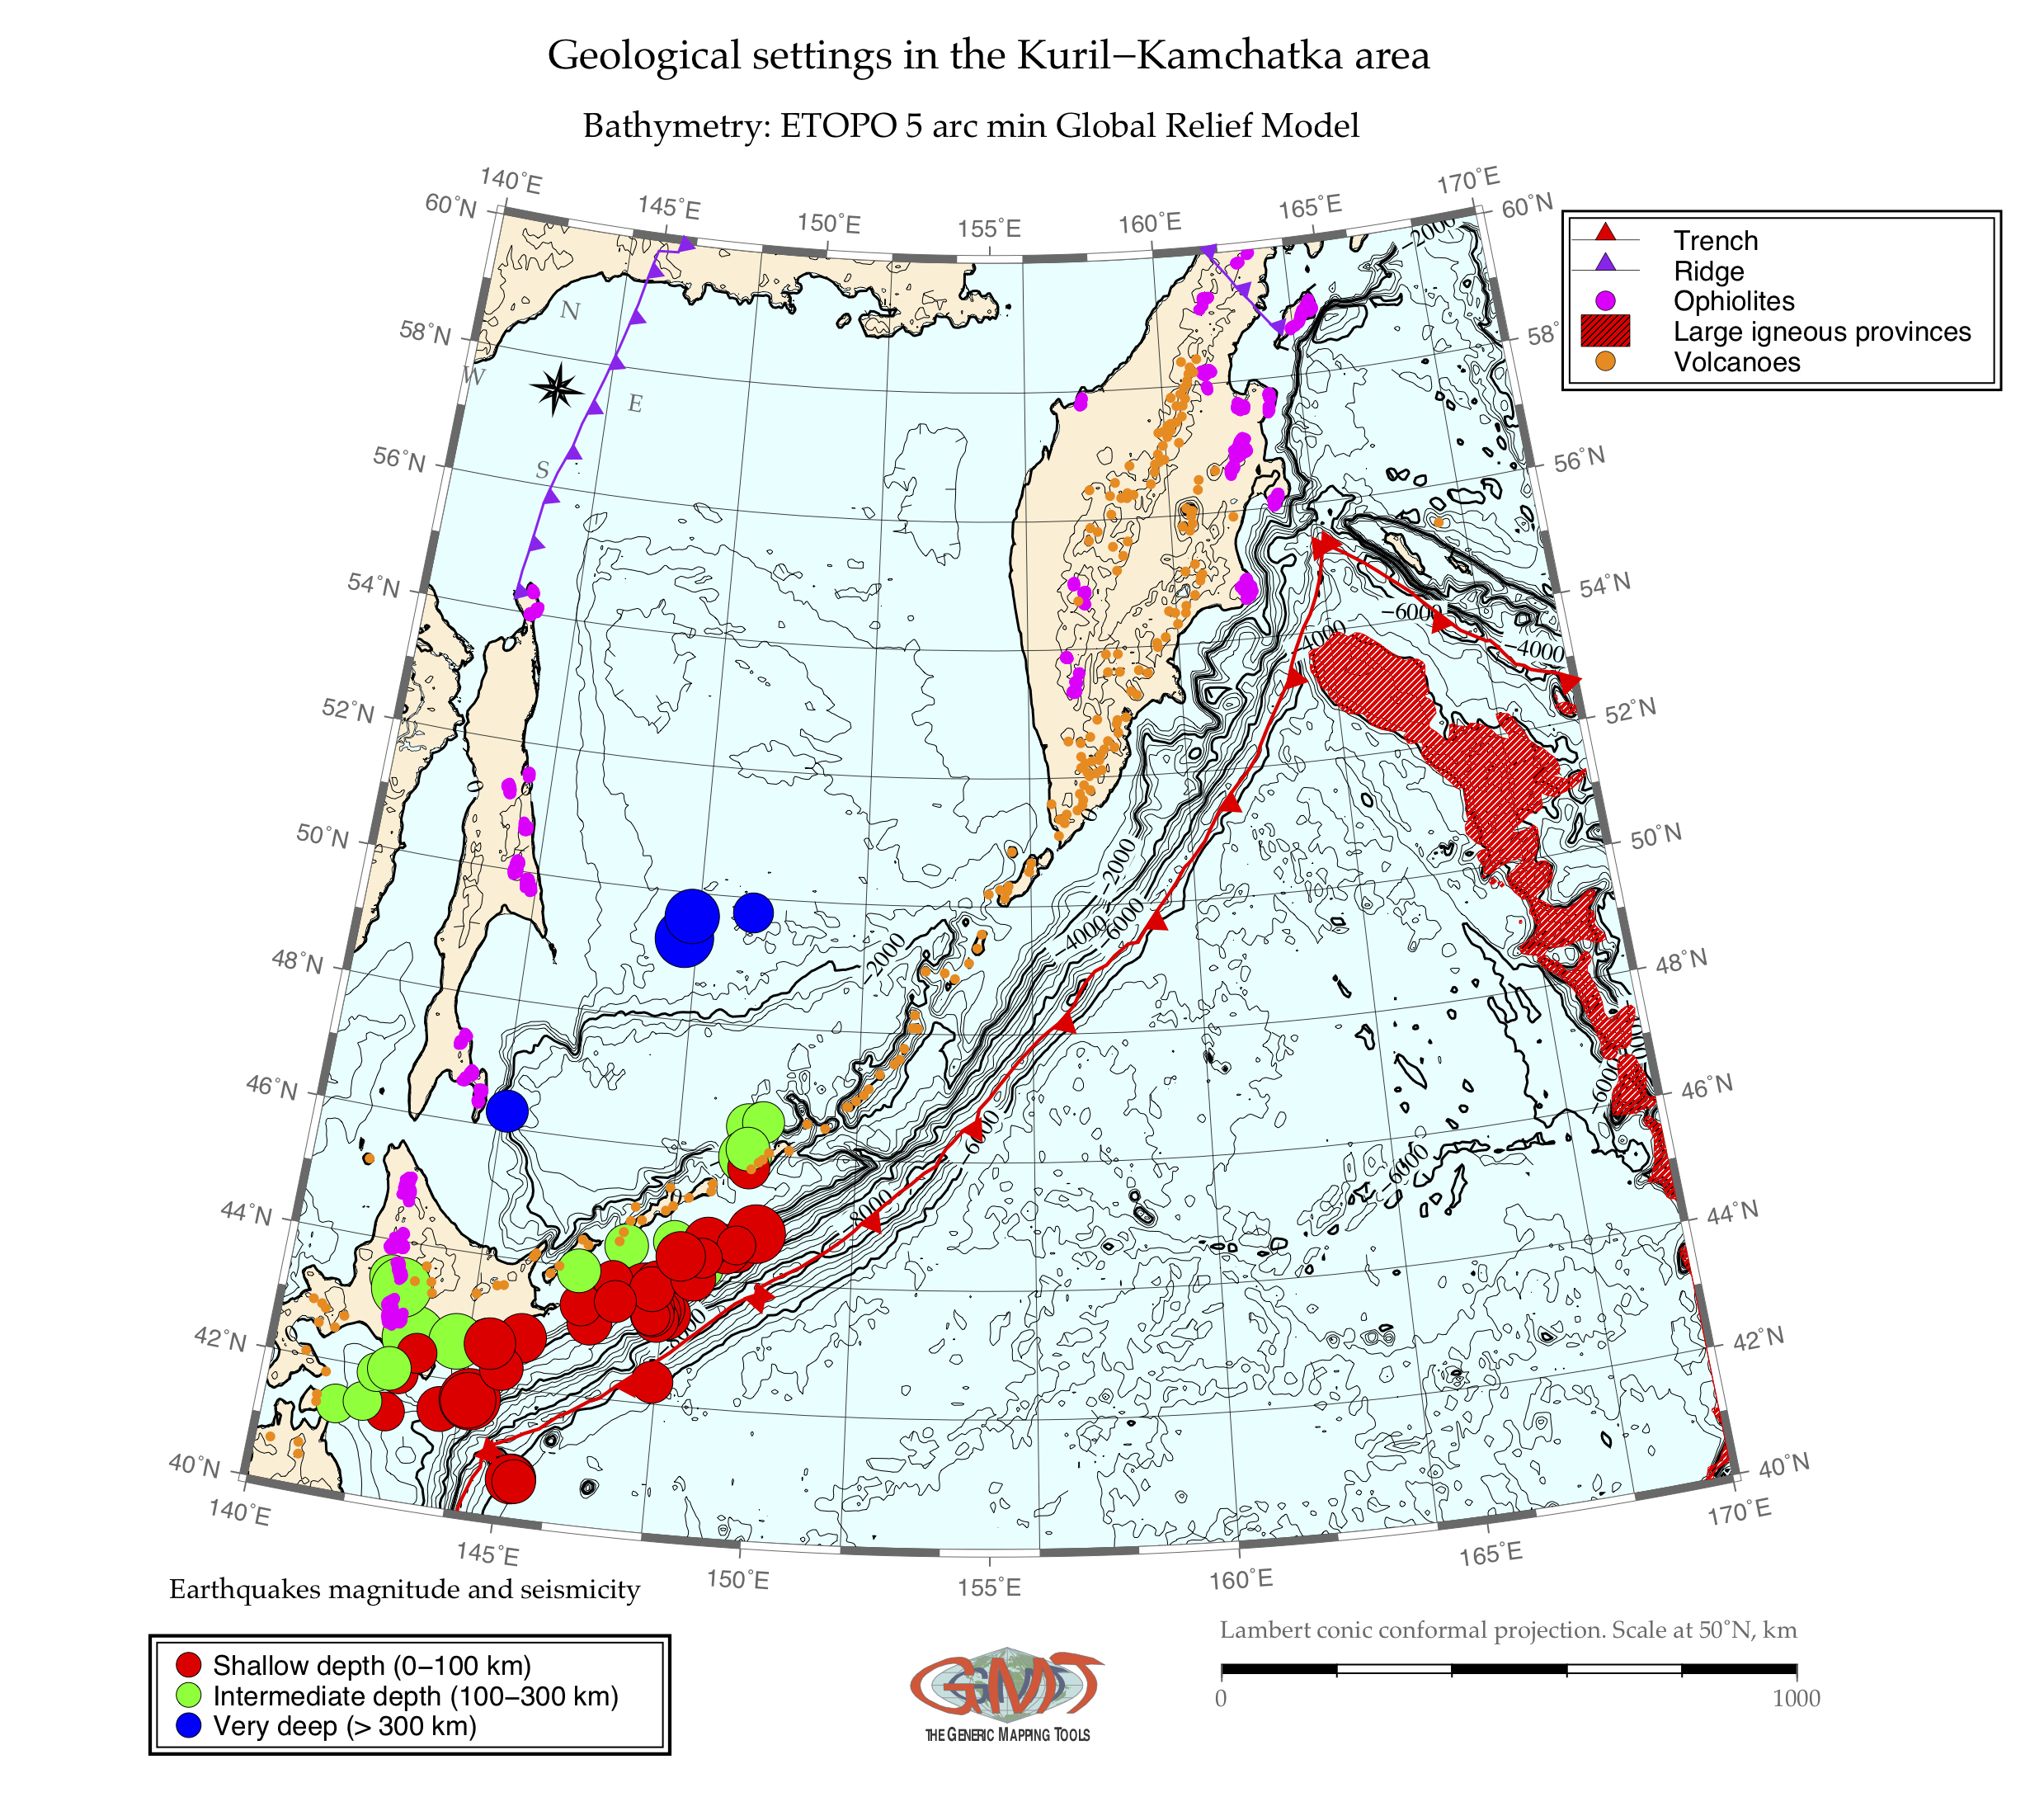 Geological settings in the Kuril−Kamchatka area
Bathymetry: ETOPO 5 arc min Global Relief Model
140˚E
145˚E
150˚E
155˚E
160˚E
165˚E
170˚E
60˚N
60˚N
58˚N
58˚
56˚N
56˚N
54˚N
54˚N
52˚N
52˚N
50˚N
50˚N
48˚N
48˚N
46˚N
46˚N
44˚N
44˚N
42˚N
42˚N
40˚N
40˚N
140˚E
145˚E
150˚E
155˚E
160˚E
165˚E
170˚E
N
W
E
S
Trench
Ridge
Ophiolites
Large igneous provinces
Volcanoes
−2000
−6000
−4000
−4000
0
0
−2000
−4000
−6000
−2000
−6000
−6000
−6000
0
−8000
Earthquakes magnitude and seismicity
Shallow depth (0−100 km)
Intermediate depth (100−300 km)
Very deep (> 300 km)
GMT
THE GENERIC MAPPING TOOLS
Lambert conic conformal projection. Scale at 50˚N, km
0
1000